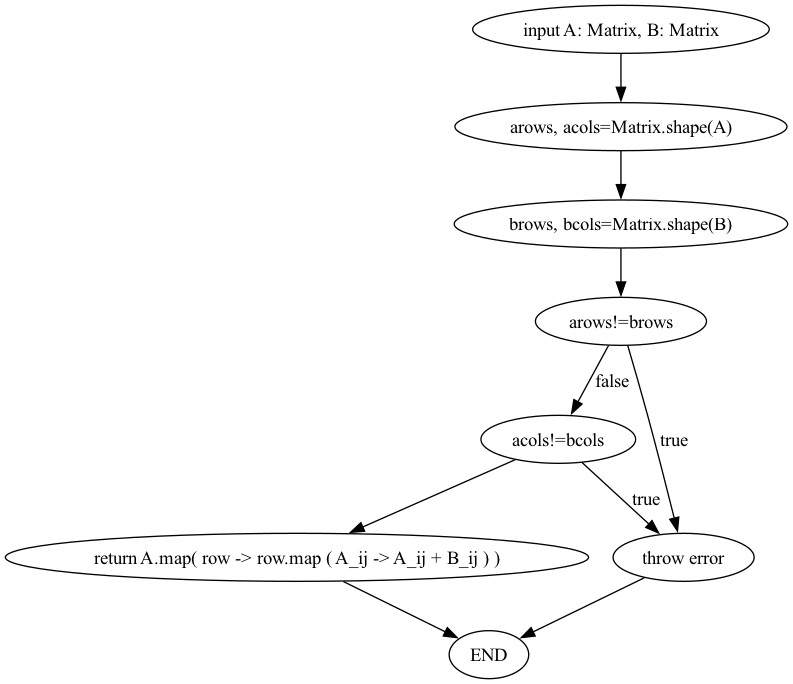 input A: Matrix, B: Matrix
arows, acols=Matrix.shape(A)
brows, bcols=Matrix.shape(B)
arows!=brows
false
acols!=bcols
true
true
return A.map( row -> row.map ( A_ij -> A_ij + B_ij ) )
throw error
END